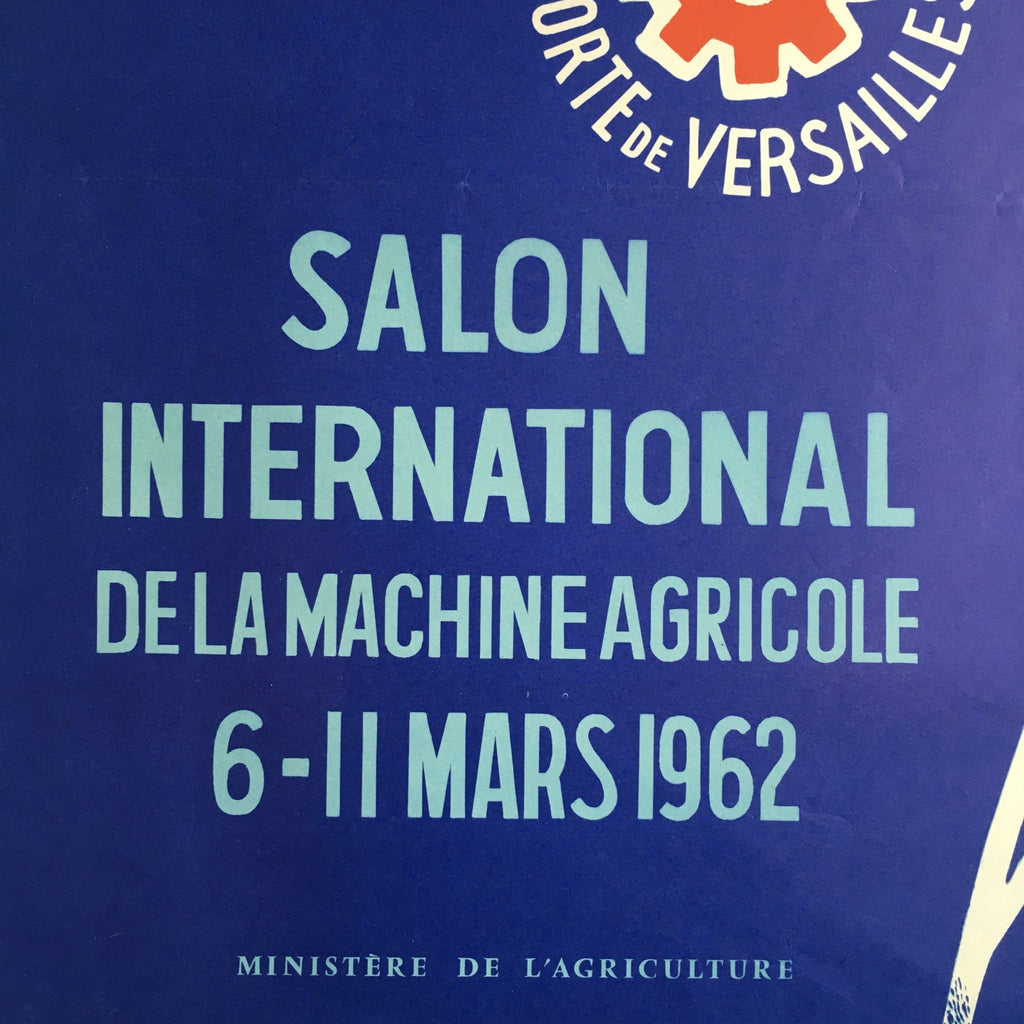 ORTE DE VERSAILLES
SALON
INTERNATIONAL
DE LA MACHINE AGRICOLE
6-11 MARS 1962
MINISTÈRE DE L'AGRICULTURE